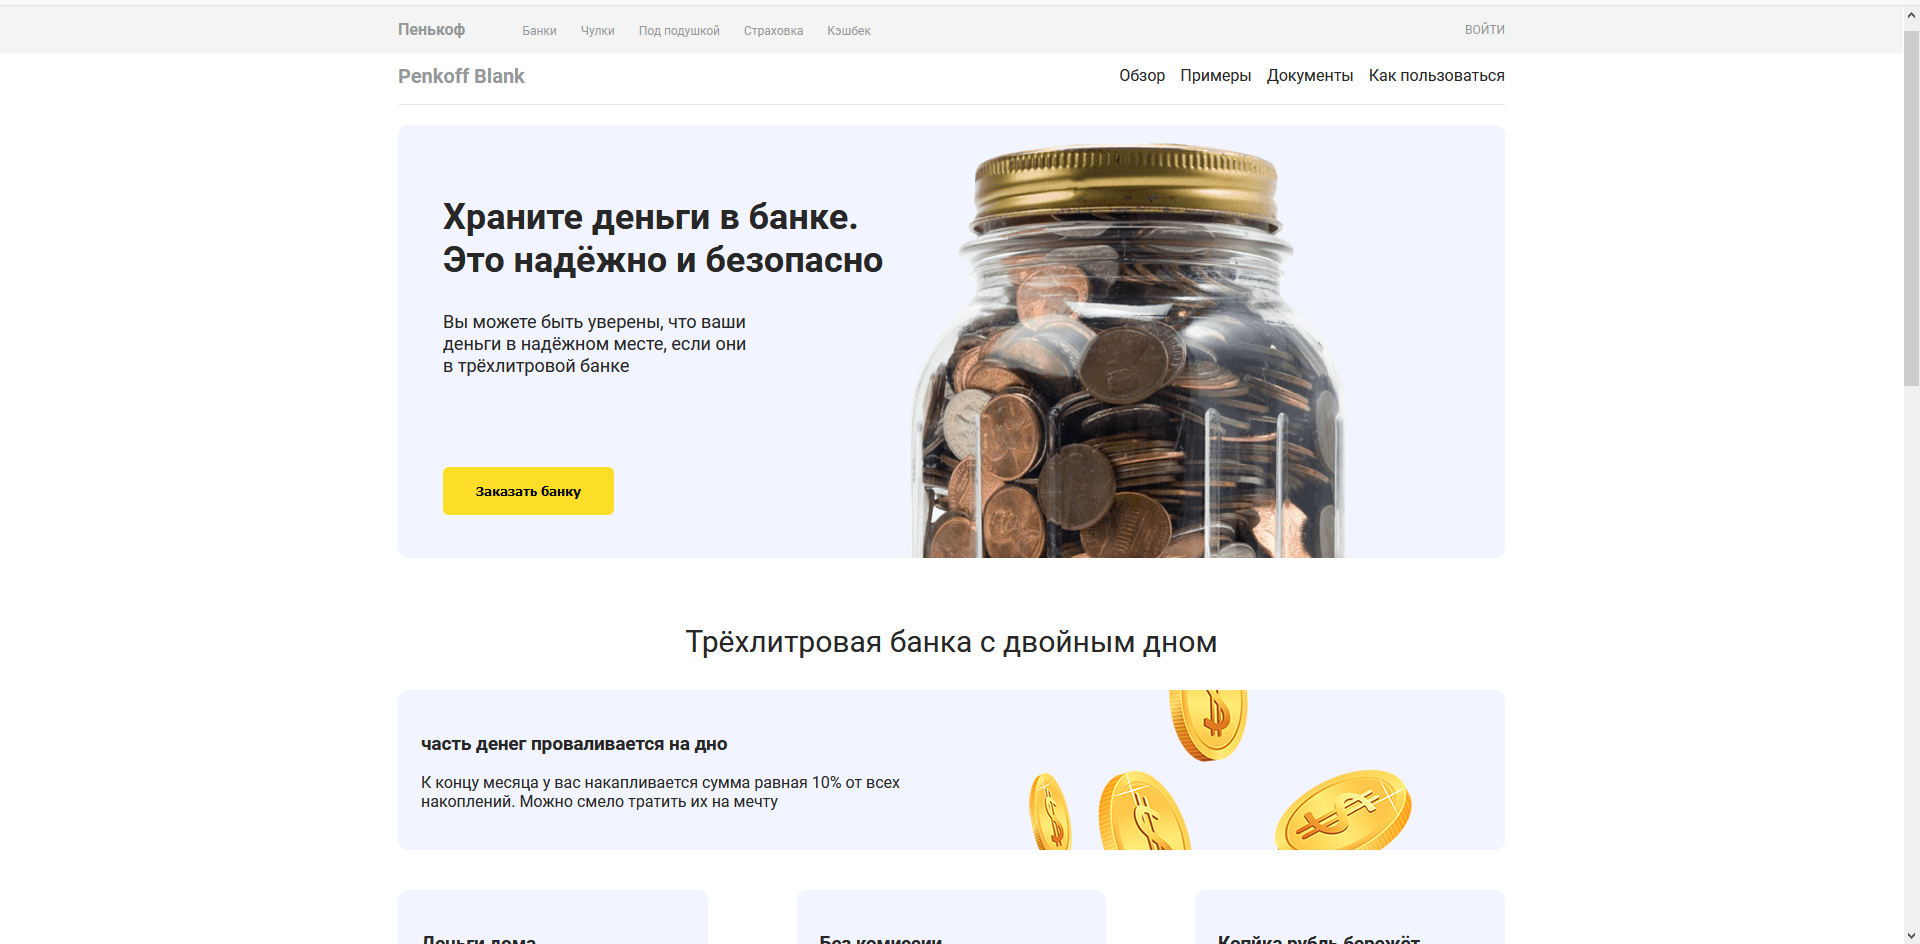 Пенькоф Банки Чулки Под подушкой Страховка Кэшбек ВОЙТИ
Penkoff Blank Обзор Примеры Документы Как пользоваться
Храните деньги в банке.
Это надёжно и безопасно
Вы можете быть уверены, что ваши
деньги в надёжном месте, если они
в трёхлитровой банке
Заказать банку
Трёхлитровая банка с двойным дном
часть денег проваливается на дно
К концу месяца у вас накапливается сумма равная 10% от всех
накоплений. Можно смело тратить их на мечту
Деньги дома Без комиссии Копйка рубль бережёт